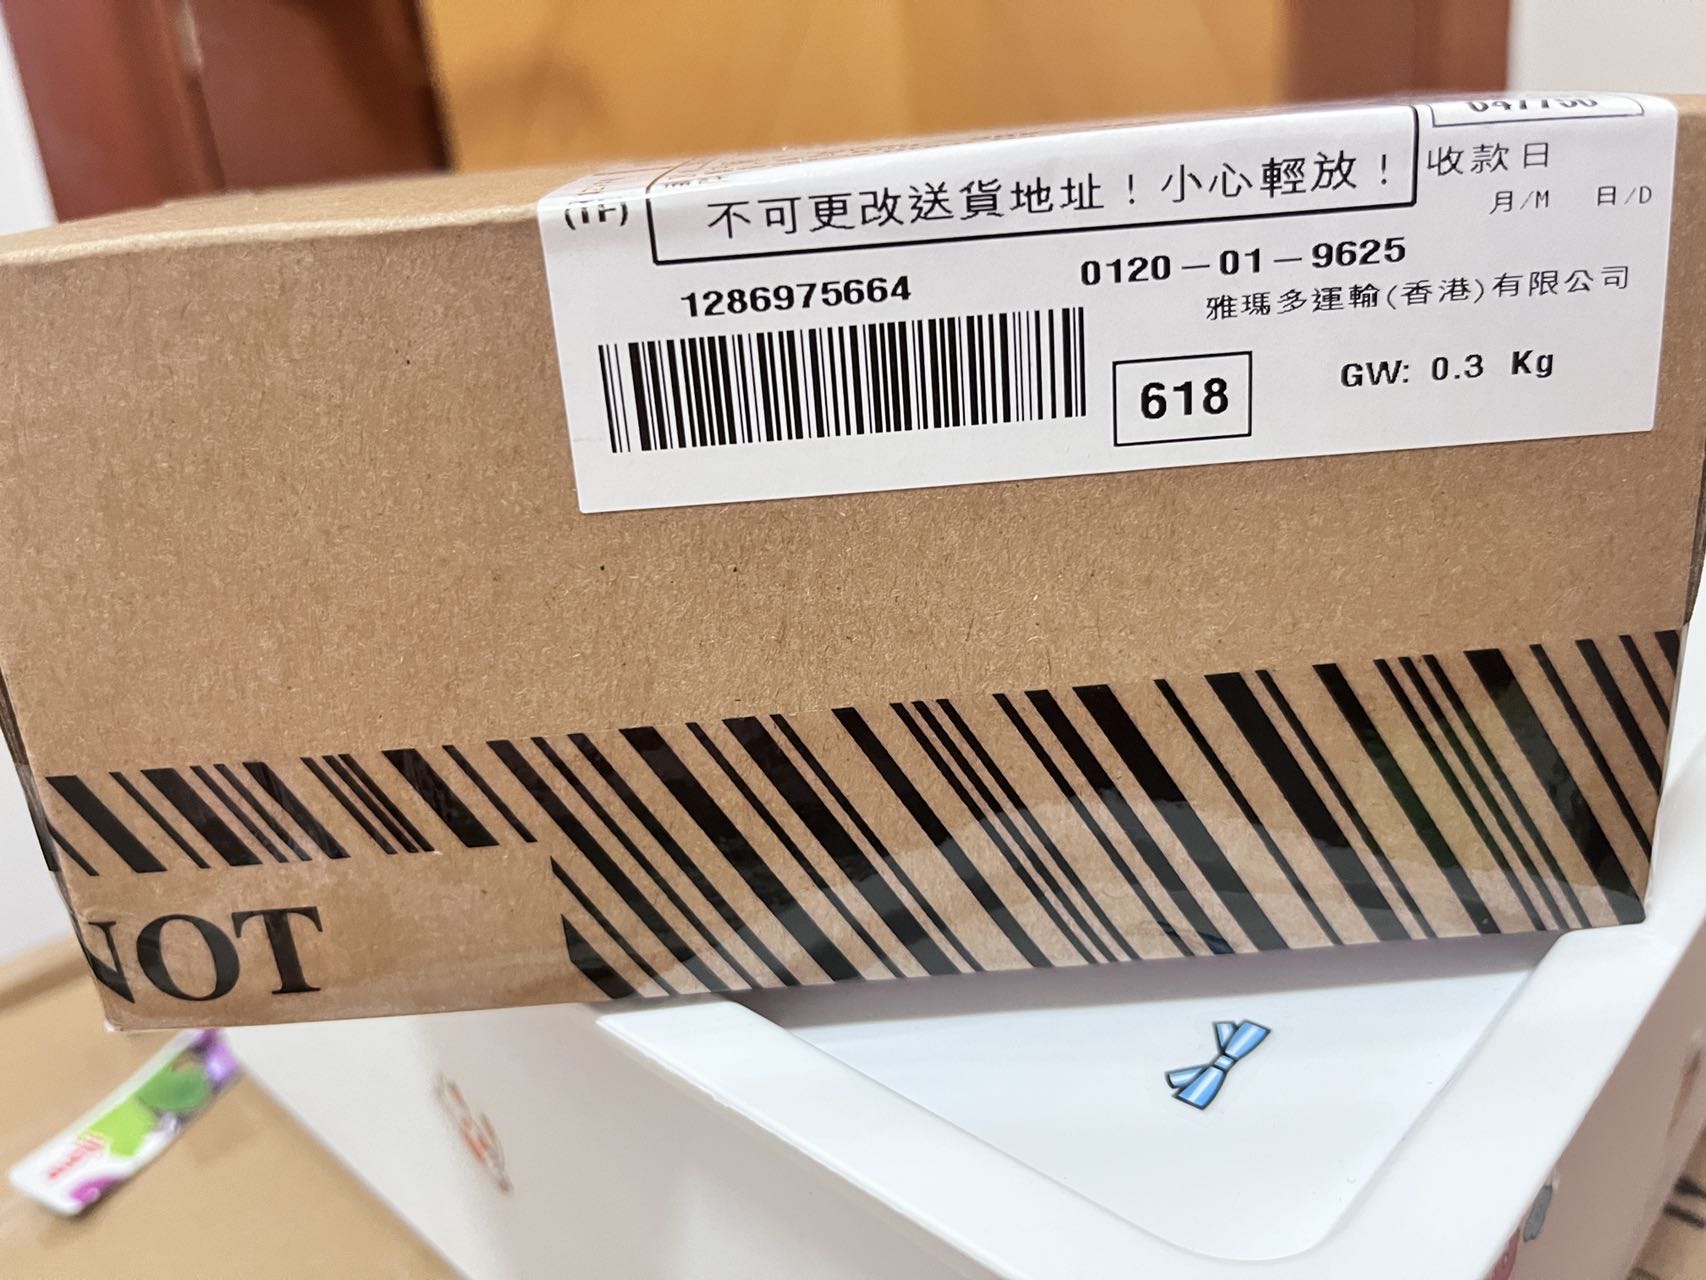 (TF)
不可更改送貨地址！小心輕放！
收款日
月/M 日/D
1286975664
0120－01－9625
雅瑪多運輸(香港)有限公司
618
GW: 0.3 Kg
NOT